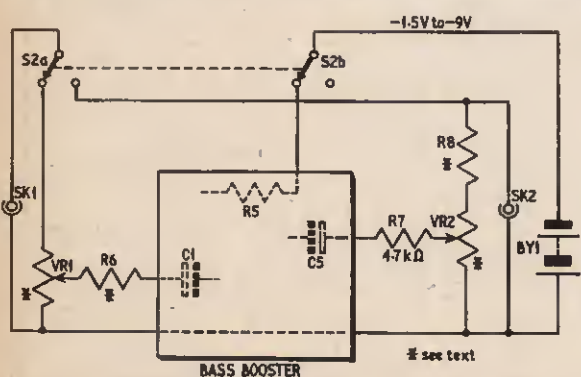 -1.5V to -9V
S2a
S2b
R8
*
SK1
R5
SK2
R7
VR2
4.7kΩ
*
C1
C5
BY1
VR1
R6
*
*
* see text
BASS BOOSTER